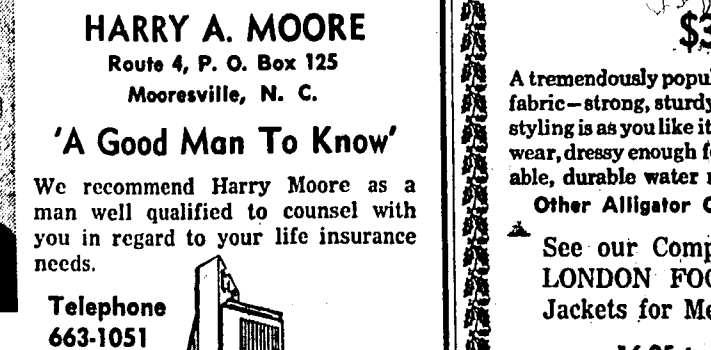 HARRY A. MOORE
Route 4, P. O. Box 125
Mooresville, N. C.
'A Good Man To Know'
We recommend Harry Moore as a
man well qualified to counsel with
you in regard to your life insurance
needs.
Telephone
663-1051
$3
A tremendously popul
fabric—strong, sturdy
styling is as you like it
wear, dressy enough f
able, durable water
Other Alligator C
See our Comp
LONDON FO
Jackets for Me